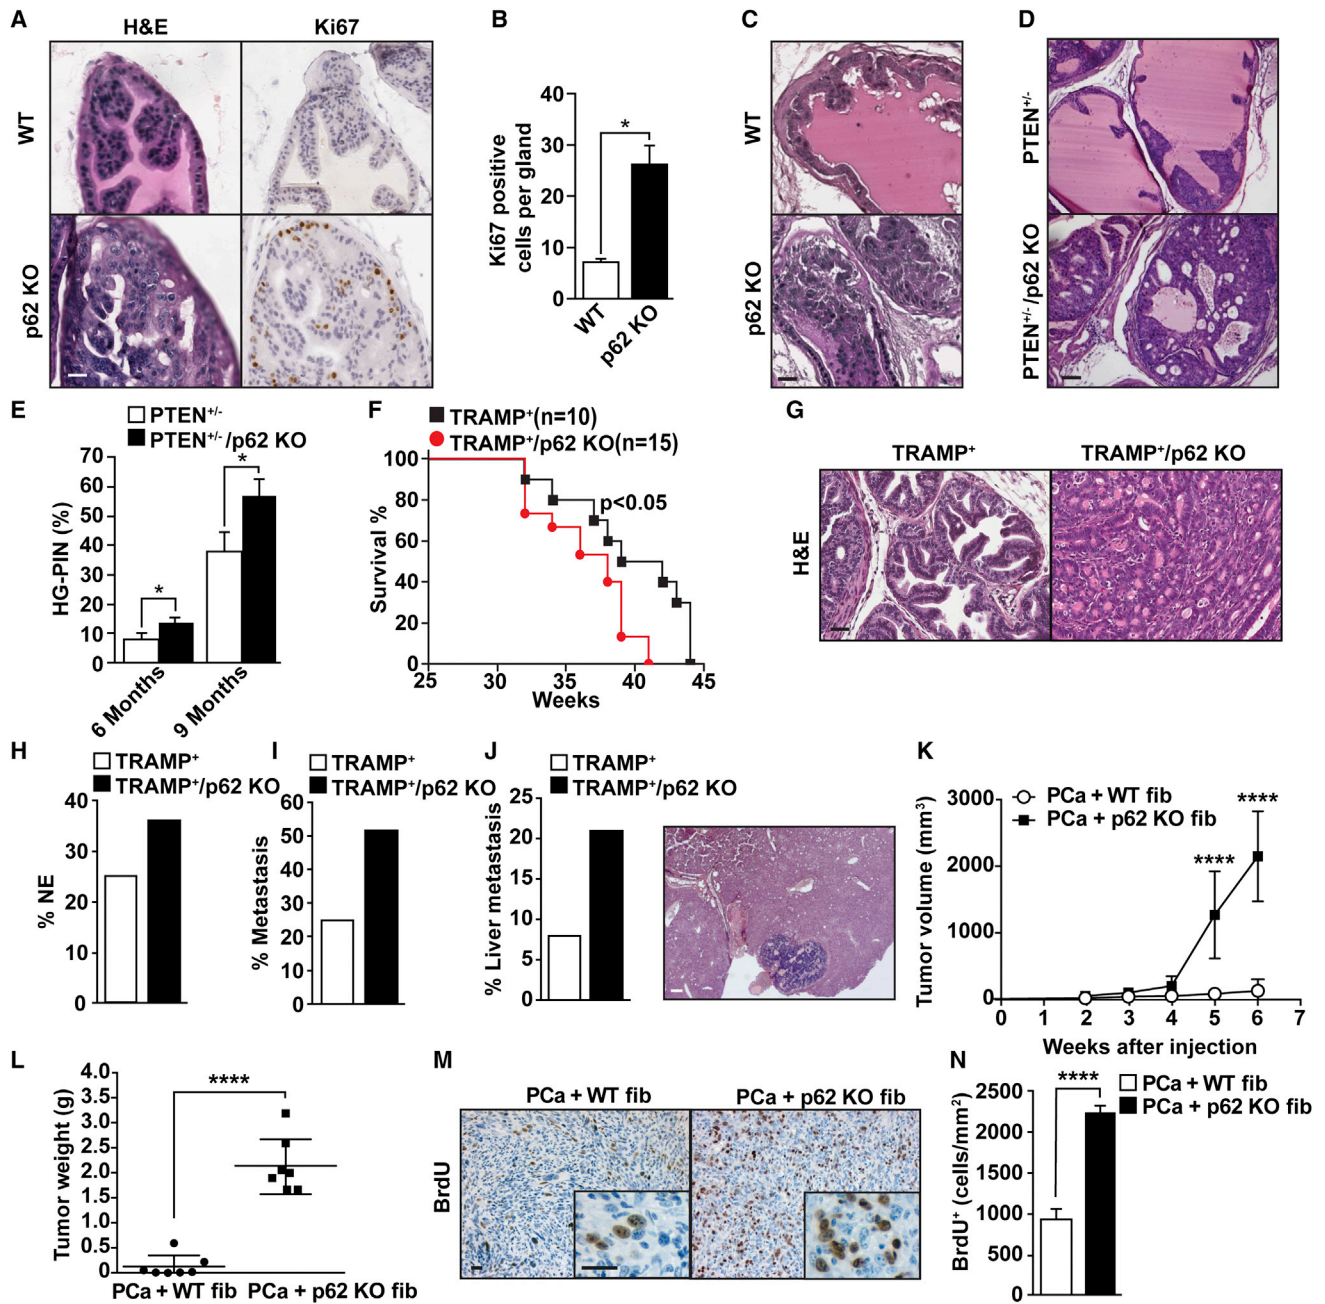 A
H&E
Ki67
WT
p62 KO
B
Ki67 positive
cells per gland
40
30
20
10
0
*
WT
p62 KO
C
WT
p62 KO
D
PTEN+/-
PTEN+/-/p62 KO
E
PTEN+/-
PTEN+/-/p62 KO
HG-PIN (%)
70
60
50
40
30
20
10
0
*
*
6 Months
9 Months
F
TRAMP+(n=10)
TRAMP+/p62 KO(n=15)
Survival %
100
80
60
40
20
0
p<0.05
25 30 35 40 45
Weeks
G
TRAMP+
TRAMP+/p62 KO
H&E
H
TRAMP+
TRAMP+/p62 KO
% NE
40
30
20
10
0
I
TRAMP+
TRAMP+/p62 KO
% Metastasis
60
50
40
30
20
10
0
J
TRAMP+
TRAMP+/p62 KO
% Liver metastasis
25
20
15
10
5
0
K
PCa + WT fib
PCa + p62 KO fib
Tumor volume (mm3)
3000
2000
1000
0
****
****
0 1 2 3 4 5 6 7
Weeks after injection
L
Tumor weight (g)
4.0
3.5
3.0
2.5
2.0
1.5
1.0
0.5
0
****
PCa + WT fib
PCa + p62 KO fib
M
PCa + WT fib
PCa + p62 KO fib
BrdU
N
PCa + WT fib
PCa + p62 KO fib
BrdU+ (cells/mm2)
2500
2000
1500
1000
500
0
****